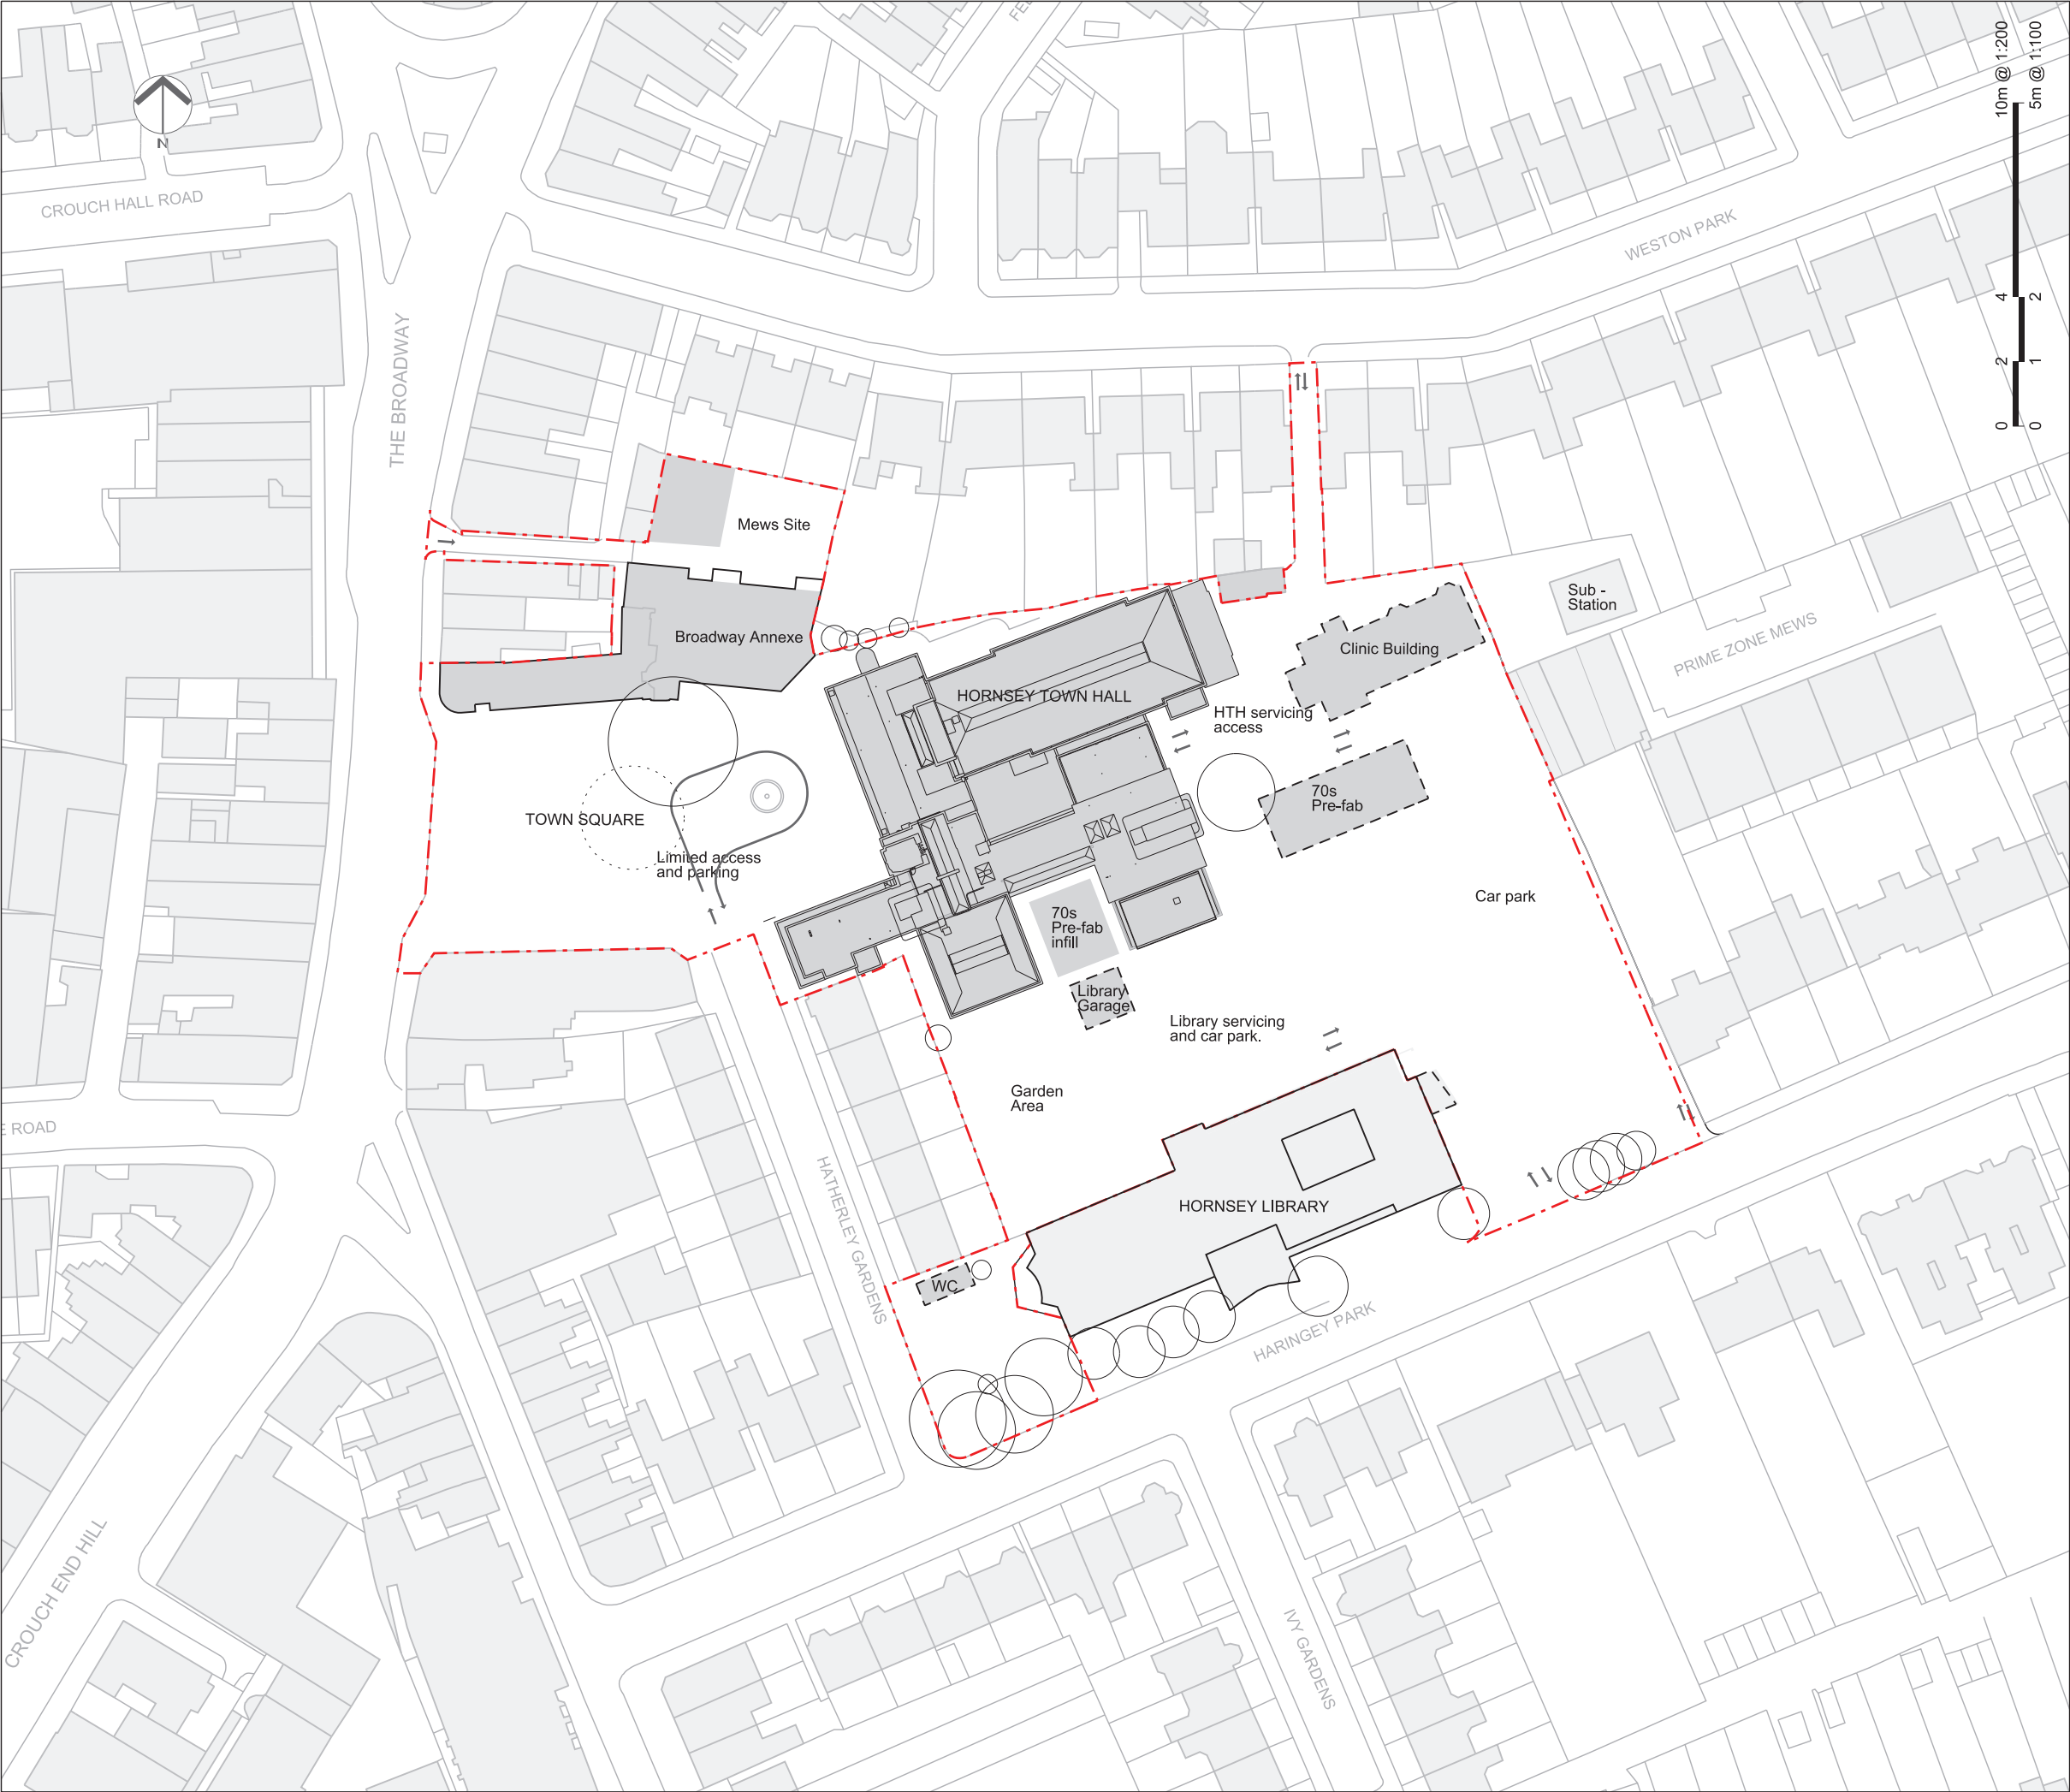 10m @ 1:200
5m @ 1:100
4
2
2
1
0
0
N
CROUCH HALL ROAD
WESTON PARK
THE BROADWAY
Mews Site
Sub -
Station
PRIME ZONE MEWS
Broadway Annexe
Clinic Building
HORNSEY TOWN HALL
HTH servicing
access
70s
Pre-fab
TOWN SQUARE
Limited access
and parking
Car park
70s
Pre-fab
infill
Library
Garage
Library servicing
and car park.
Garden
Area
ROAD
HATHERLEY GARDENS
HORNSEY LIBRARY
WC
HARINGEY PARK
CROUCH END HILL
IVY GARDENS